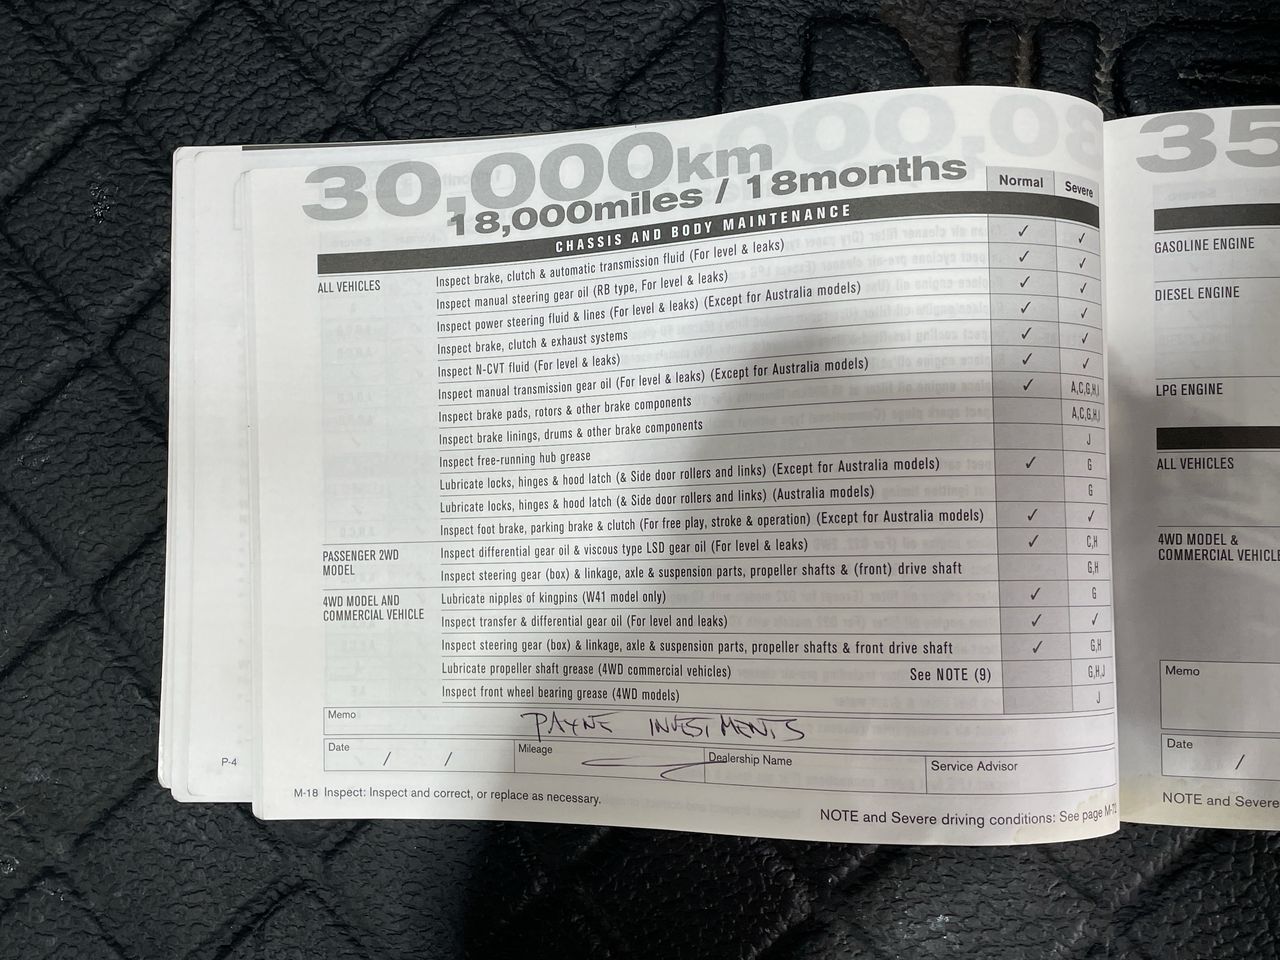 30,000km
18,000miles / 18months
Normal Severe
CHASSIS AND BODY MAINTENANCE
ALL VEHICLES
Inspect brake, clutch & automatic transmission fluid (For level & leaks) ✓ ✓
Inspect manual steering gear oil (RB type, For level & leaks) ✓ ✓
Inspect power steering fluid & lines (For level & leaks) (Except for Australia models) ✓ ✓
Inspect brake, clutch & exhaust systems ✓ ✓
Inspect N-CVT fluid (For level & leaks) ✓ ✓
Inspect manual transmission gear oil (For level & leaks) (Except for Australia models) ✓ ✓
Inspect brake pads, rotors & other brake components ✓ A,C,G,H,I
Inspect brake linings, drums & other brake components A,C,G,H,I
Inspect free-running hub grease J
Lubricate locks, hinges & hood latch (& Side door rollers and links) (Except for Australia models) ✓ G
Lubricate locks, hinges & hood latch (& Side door rollers and links) (Australia models) G
Inspect foot brake, parking brake & clutch (For free play, stroke & operation) (Except for Australia models) ✓ ✓
PASSENGER 2WD
MODEL
Inspect differential gear oil & viscous type LSD gear oil (For level & leaks) ✓ C,H
Inspect steering gear (box) & linkage, axle & suspension parts, propeller shafts & (front) drive shaft G,H
4WD MODEL AND
COMMERCIAL VEHICLE
Lubricate nipples of kingpins (W41 model only) ✓ G
Inspect transfer & differential gear oil (For level and leaks) ✓ ✓
Inspect steering gear (box) & linkage, axle & suspension parts, propeller shafts & front drive shaft ✓ G,H
Lubricate propeller shaft grease (4WD commercial vehicles) See NOTE (9) G,H,J
Inspect front wheel bearing grease (4WD models) J
Memo
PAYNE INVESTMENTS
Date / / Mileage Dealership Name Service Advisor
M-18 Inspect: Inspect and correct, or replace as necessary.
NOTE and Severe driving conditions: See page M-72
P-4
35
GASOLINE ENGINE
DIESEL ENGINE
LPG ENGINE
ALL VEHICLES
4WD MODEL &
COMMERCIAL VEHICLE
Memo
Date /
NOTE and Severe